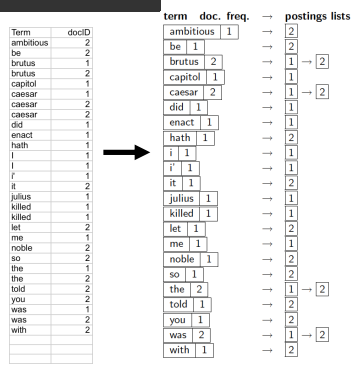 Term docID
ambitious 2
be 2
brutus 1
brutus 2
capitol 1
caesar 1
caesar 2
caesar 2
did 1
enact 1
hath 1
I 1
I 1
i' 1
it 2
julius 1
killed 1
killed 1
let 2
me 1
noble 2
so 2
the 1
the 2
told 2
you 2
was 1
was 2
with 2
term doc. freq. → postings lists
ambitious 1 → 2
be 1 → 2
brutus 2 → 1 → 2
capitol 1 → 1
caesar 2 → 1 → 2
did 1 → 1
enact 1 → 1
hath 1 → 2
i 1 → 1
i' 1 → 1
it 1 → 2
julius 1 → 1
killed 1 → 1
let 1 → 2
me 1 → 1
noble 1 → 2
so 1 → 2
the 2 → 1 → 2
told 1 → 2
you 1 → 2
was 2 → 1 → 2
with 1 → 2